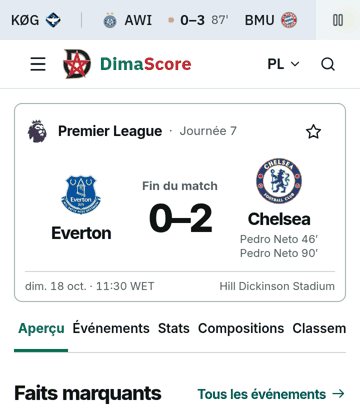 KØG AWI 0–3 87' BMU
DimaScore PL
Premier League · Journée 7
Fin du match
0–2
Everton
Chelsea
Pedro Neto 46’
Pedro Neto 90’
dim. 18 oct. · 11:30 WET Hill Dickinson Stadium
Aperçu Événements Stats Compositions Classem
Faits marquants Tous les événements →